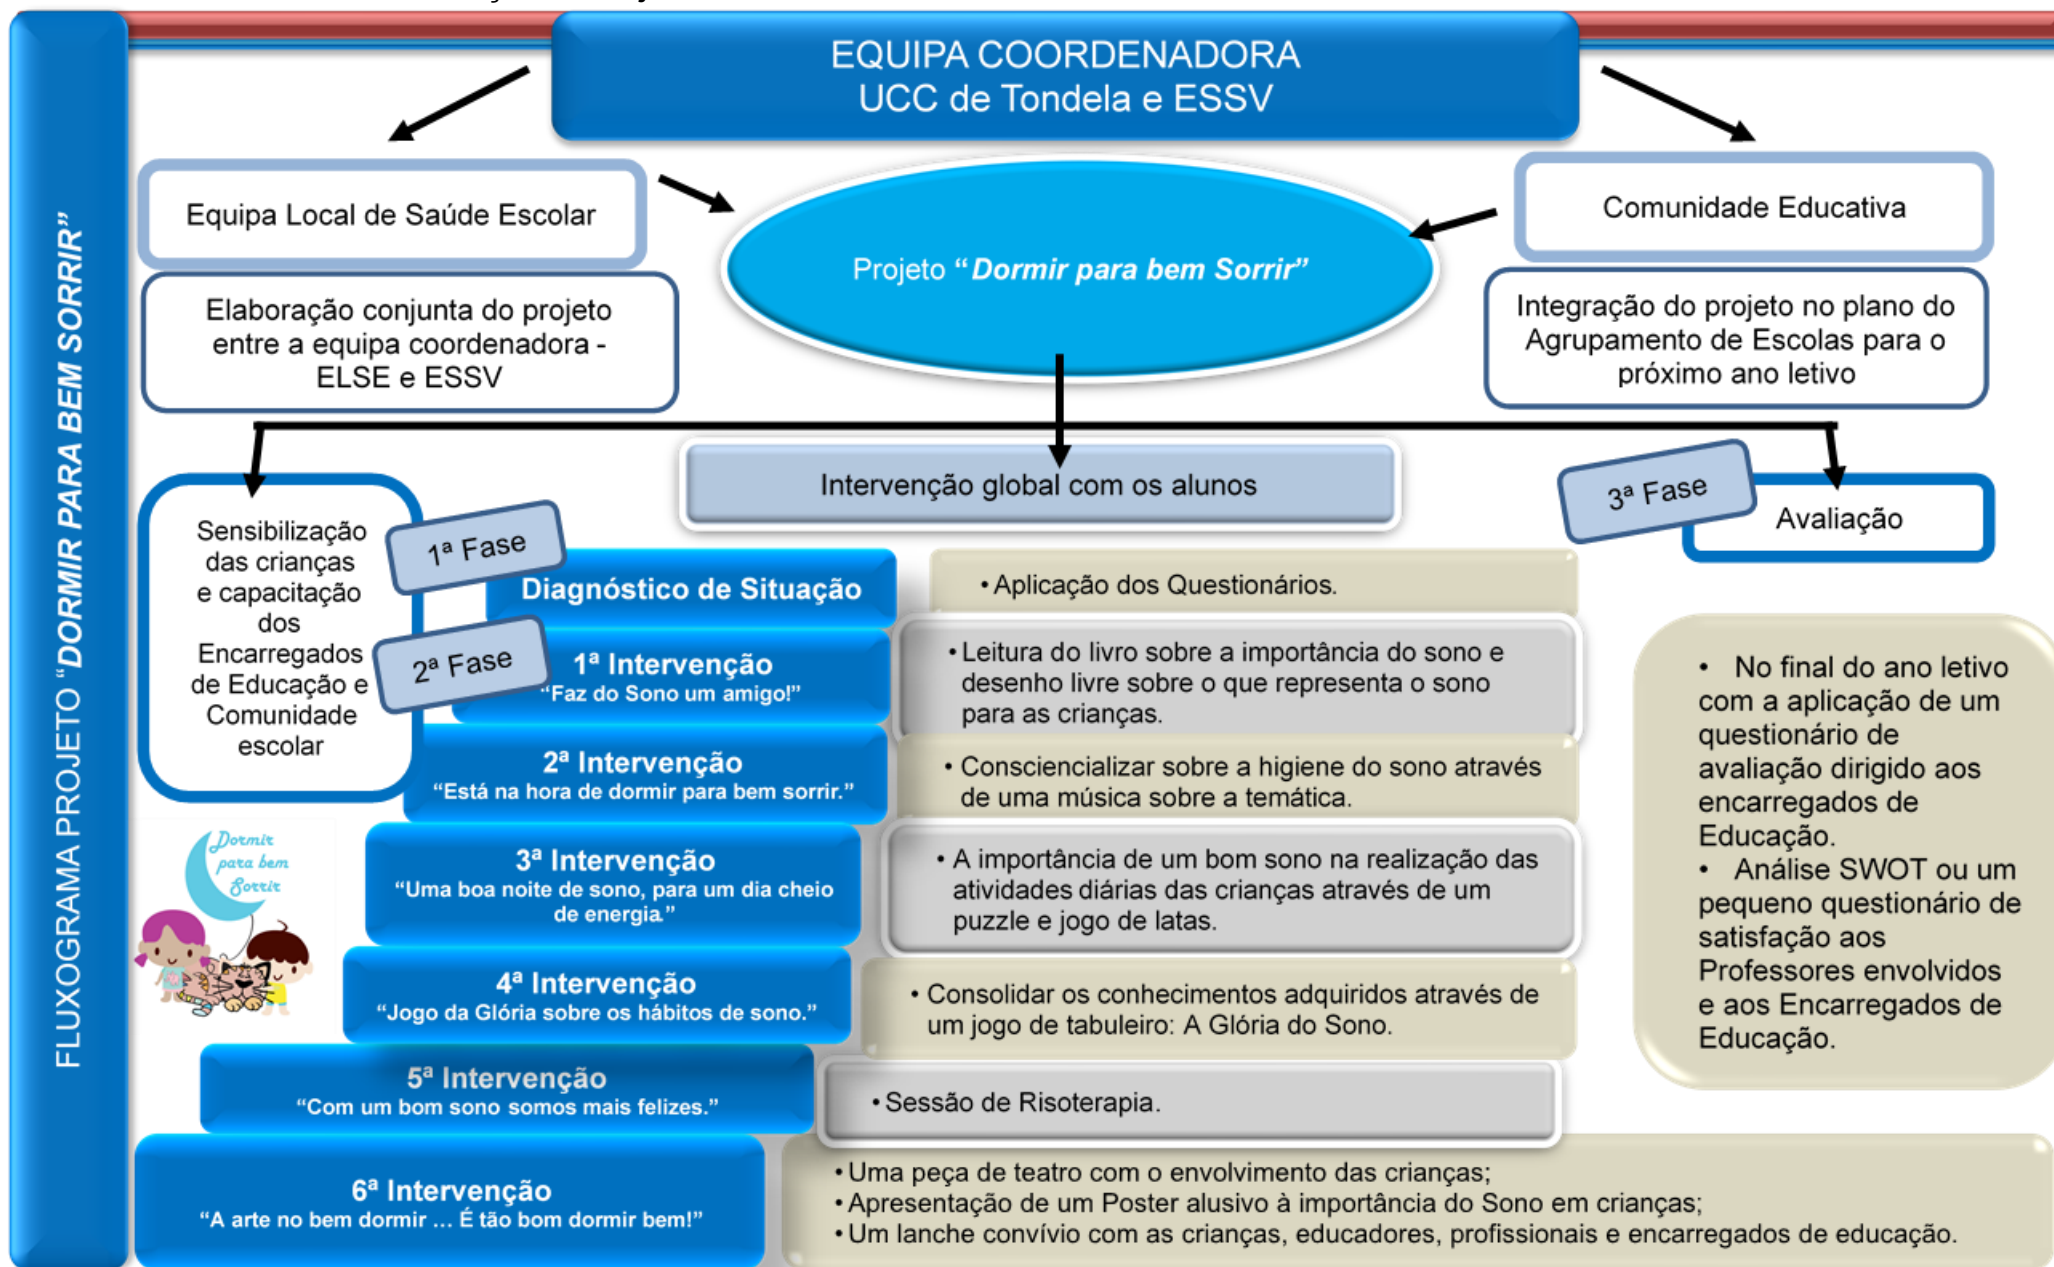 FLUXOGRAMA PROJETO “DORMIR PARA BEM SORRIR”
EQUIPA COORDENADORA
UCC de Tondela e ESSV
Equipa Local de Saúde Escolar
Comunidade Educativa
Projeto “Dormir para bem Sorrir”
Elaboração conjunta do projeto
entre a equipa coordenadora -
ELSE e ESSV
Integração do projeto no plano do
Agrupamento de Escolas para o
próximo ano letivo
Sensibilização
das crianças
e capacitação
dos
Encarregados
de Educação e
Comunidade
escolar
Intervenção global com os alunos
3ª Fase
Avaliação
1ª Fase
Diagnóstico de Situação
• Aplicação dos Questionários.
2ª Fase
1ª Intervenção
“Faz do Sono um amigo!”
• Leitura do livro sobre a importância do sono e
desenho livre sobre o que representa o sono
para as crianças.
2ª Intervenção
“Está na hora de dormir para bem sorrir.”
• Consciencializar sobre a higiene do sono através
de uma música sobre a temática.
3ª Intervenção
“Uma boa noite de sono, para um dia cheio
de energia.”
• A importância de um bom sono na realização das
atividades diárias das crianças através de um
puzzle e jogo de latas.
4ª Intervenção
“Jogo da Glória sobre os hábitos de sono.”
• Consolidar os conhecimentos adquiridos através de
um jogo de tabuleiro: A Glória do Sono.
5ª Intervenção
“Com um bom sono somos mais felizes.”
• Sessão de Risoterapia.
6ª Intervenção
“A arte no bem dormir … É tão bom dormir bem!”
• Uma peça de teatro com o envolvimento das crianças;
• Apresentação de um Poster alusivo à importância do Sono em crianças;
• Um lanche convívio com as crianças, educadores, profissionais e encarregados de educação.
• No final do ano letivo
com a aplicação de um
questionário de
avaliação dirigido aos
encarregados de
Educação.
• Análise SWOT ou um
pequeno questionário de
satisfação aos
Professores envolvidos
e aos Encarregados de
Educação.
Dormir
para bem
Sorrir